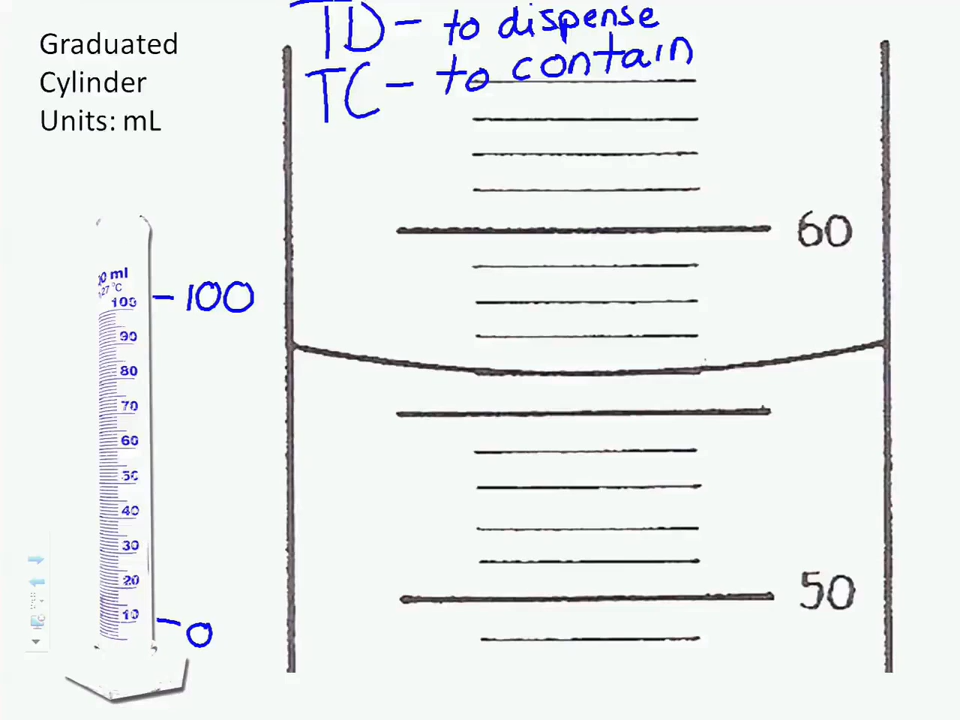 Graduated
Cylinder
Units: mL
TD - to dispense
TC - to contain
60
50
ml
°C
100
90
80
70
60
50
40
30
20
10
- 100
- 0